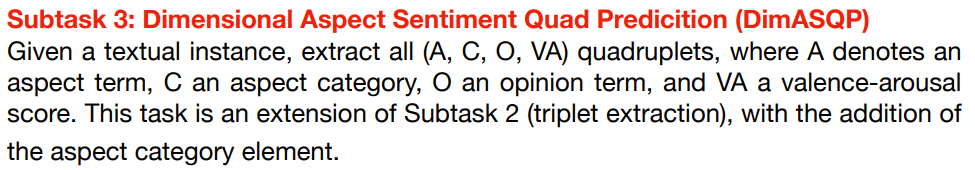 Subtask 3: Dimensional Aspect Sentiment Quad Predicition (DimASQP)
Given a textual instance, extract all (A, C, O, VA) quadruplets, where A denotes an
aspect term, C an aspect category, O an opinion term, and VA a valence-arousal
score. This task is an extension of Subtask 2 (triplet extraction), with the addition of
the aspect category element.